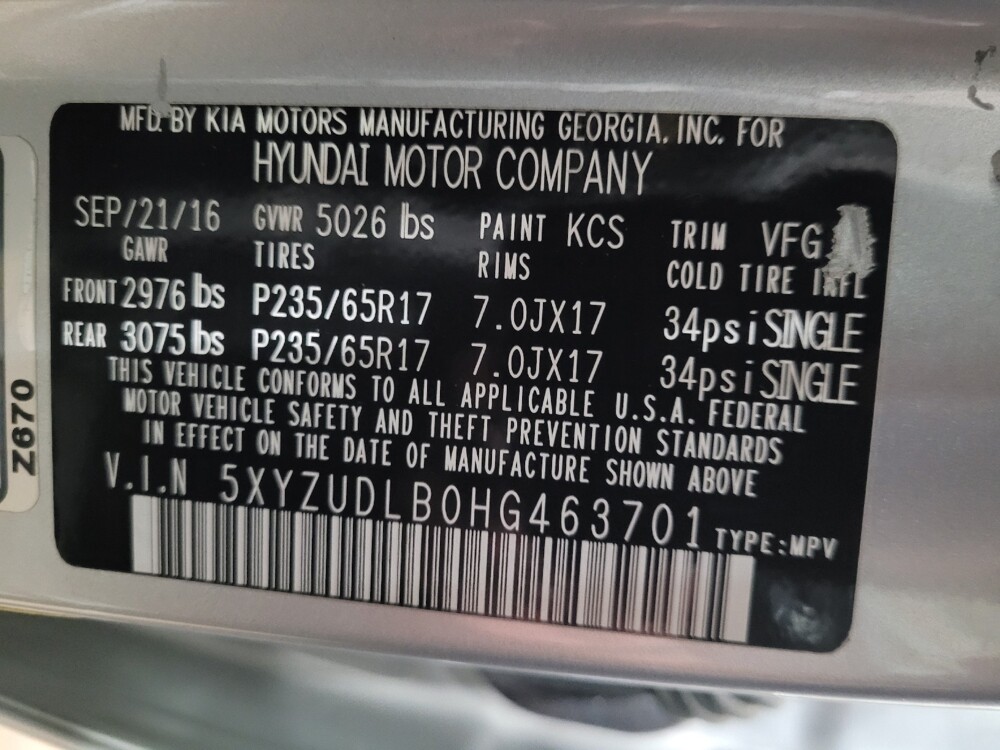 MFD. BY KIA MOTORS MANUFACTURING GEORGIA. INC. FOR
HYUNDAI MOTOR COMPANY
SEP/21/16 GVWR 5026 lbs PAINT KCS TRIM VFG
GAWR TIRES RIMS COLD TIRE INFL
FRONT 2976 lbs P235/65R17 7.0JX17 34psi SINGLE
REAR 3075 lbs P235/65R17 7.0JX17 34psi SINGLE
THIS VEHICLE CONFORMS TO ALL APPLICABLE U.S.A. FEDERAL
MOTOR VEHICLE SAFETY AND THEFT PREVENTION STANDARDS
IN EFFECT ON THE DATE OF MANUFACTURE SHOWN ABOVE
V.I.N 5XYZUDLB0HG463701 TYPE:MPV
Z670